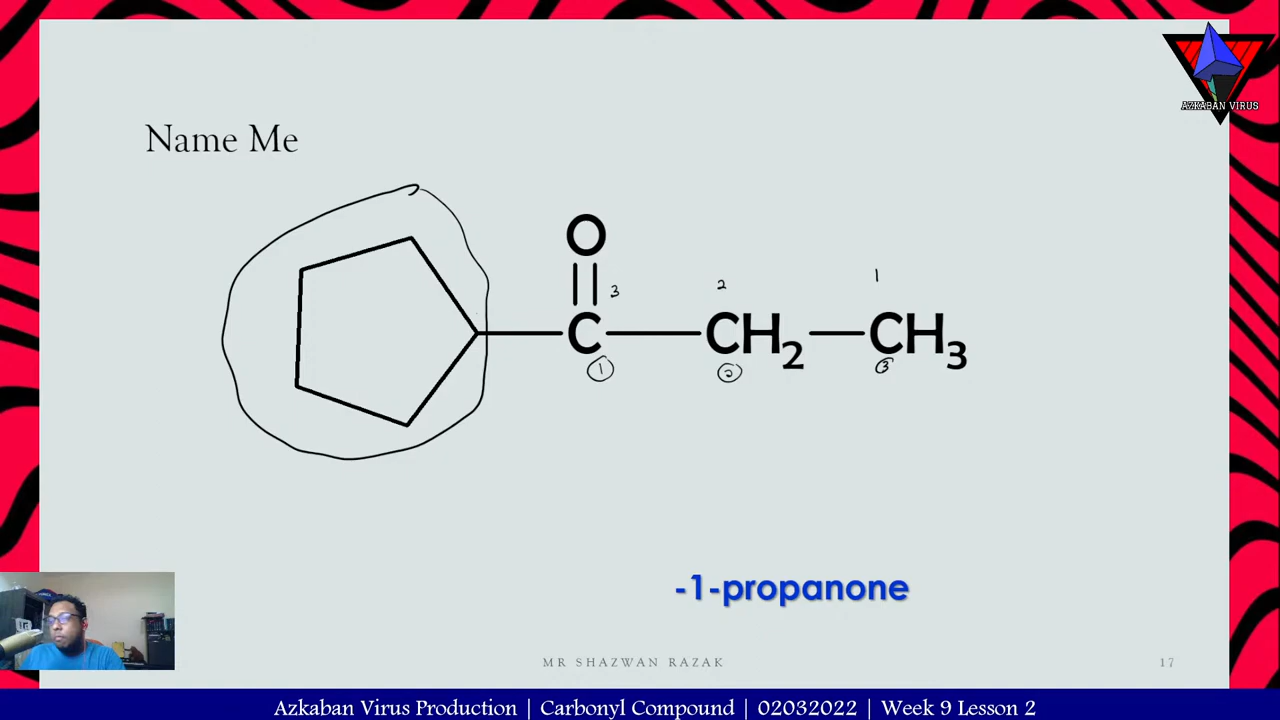 AZKABAN VIRUS
Name Me
O
3 2 1
C CH₂ CH₃
1 2 3
-1-propanone
MR SHAZWAN RAZAK 17
Azkaban Virus Production | Carbonyl Compound | 02032022 | Week 9 Lesson 2